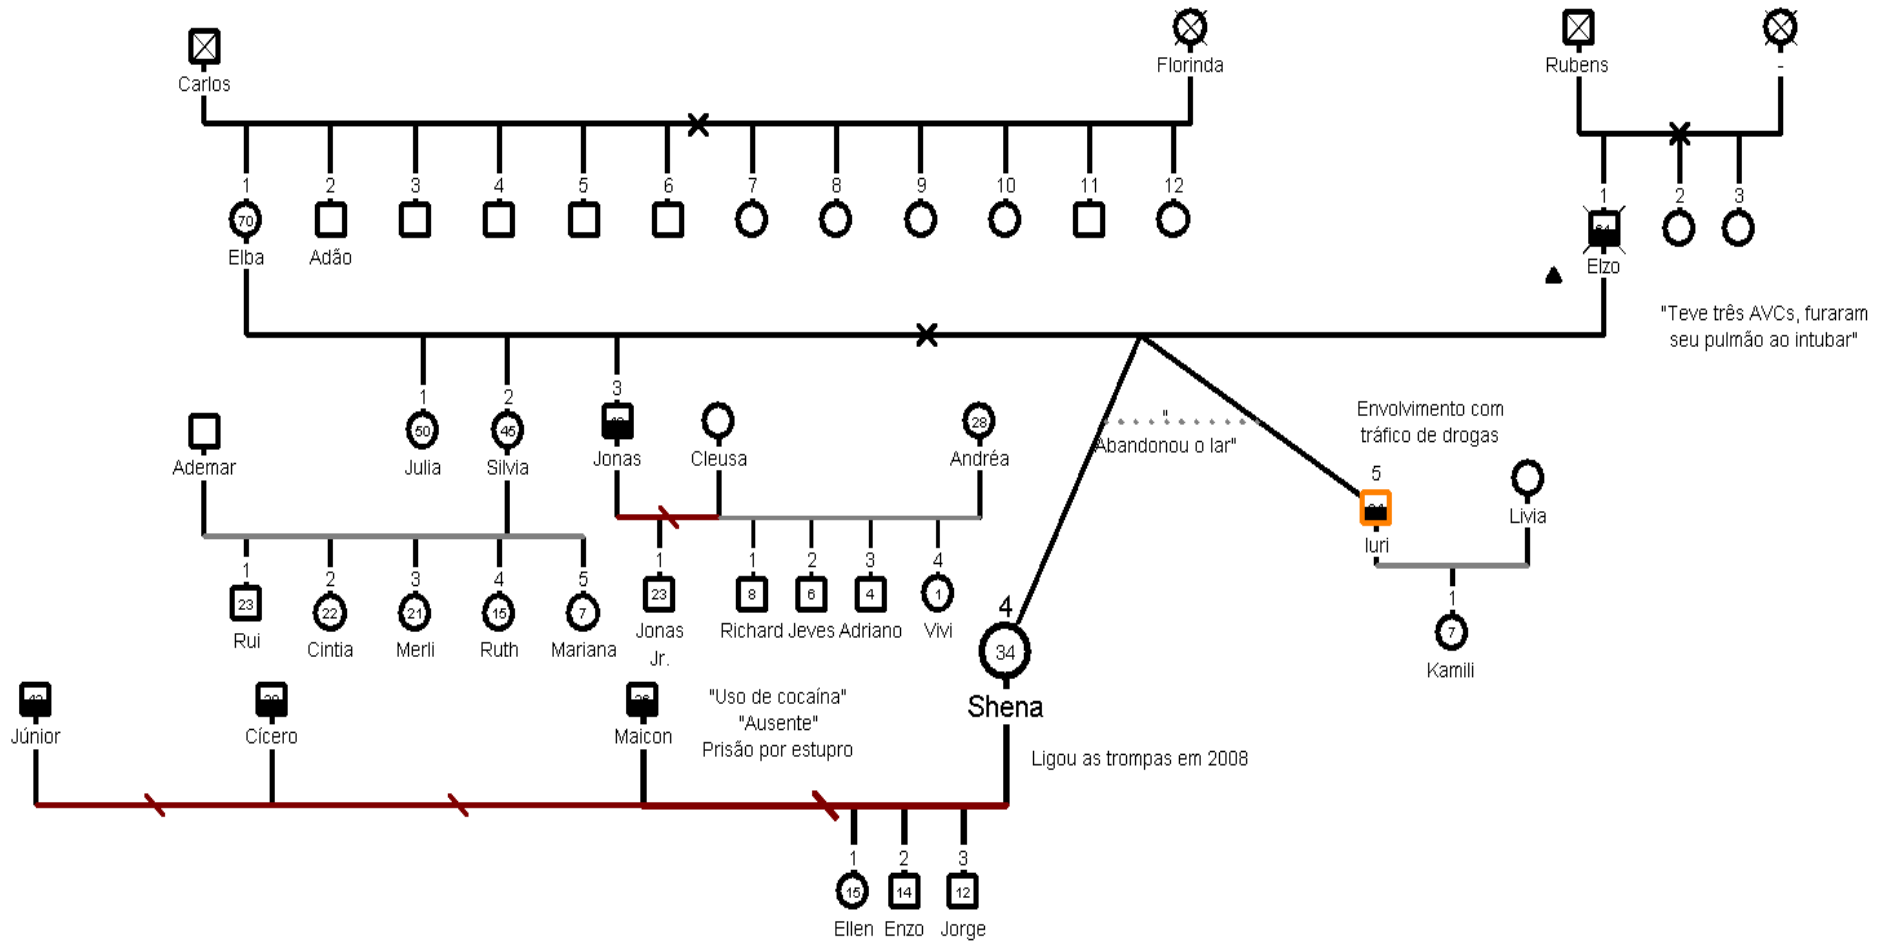 Carlos
Florinda
Rubens
-
1
2
3
4
5
6
7
8
9
10
11
12
70
Elba
Adão
1
2
3
Elzo
"Teve três AVCs, furaram
seu pulmão ao intubar"
1
2
3
Ademar
50
Julia
45
Silvia
Jonas
Cleusa
28
Andréa
"
Abandonou o lar"
Envolvimento com
tráfico de drogas
5
Iuri
Livia
1
2
3
4
5
23
22
21
15
7
Rui
Cintia
Merli
Ruth
Mariana
1
1
2
3
4
23
8
6
4
1
Jonas
Jr.
Richard
Jeves
Adriano
Vivi
4
34
Shena
1
7
Kamili
Júnior
Cícero
Maicon
"Uso de cocaína"
"Ausente"
Prisão por estupro
Ligou as trompas em 2008
1
2
3
15
14
12
Ellen
Enzo
Jorge